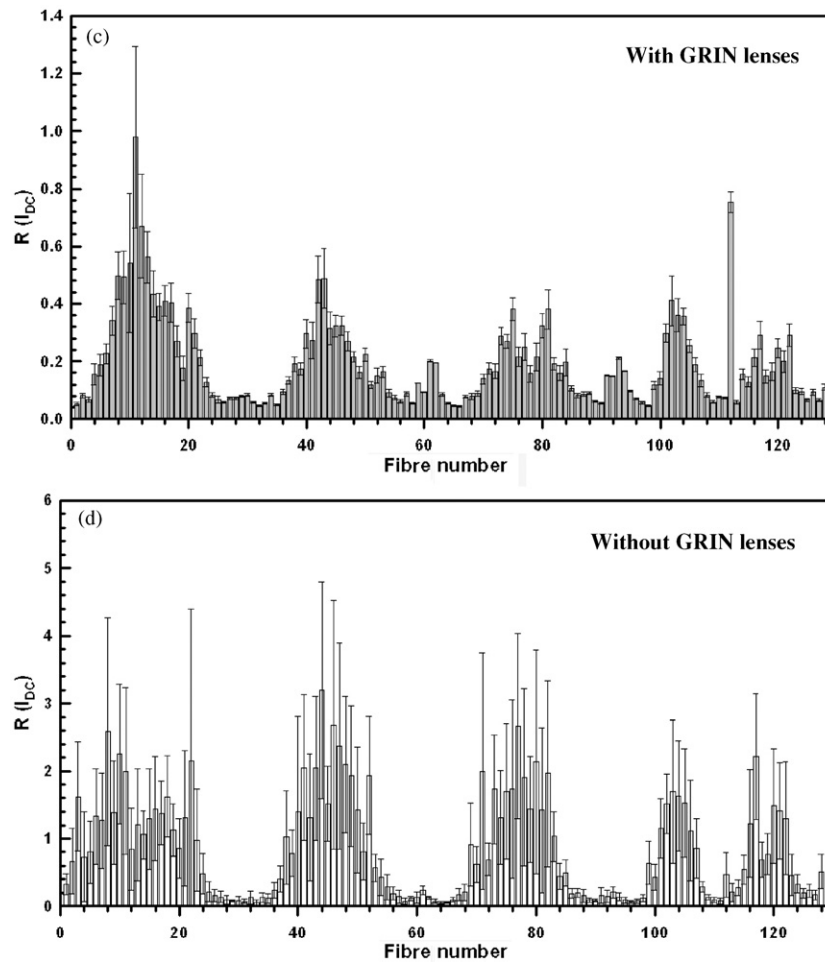 (c)
With GRIN lenses
1.4
1.2
1.0
0.8
0.6
0.4
0.2
0.0
R (I_DC)
0 20 40 60 80 100 120
Fibre number
(d)
Without GRIN lenses
6
5
4
3
2
1
0
R (I_DC)
0 20 40 60 80 100 120
Fibre number